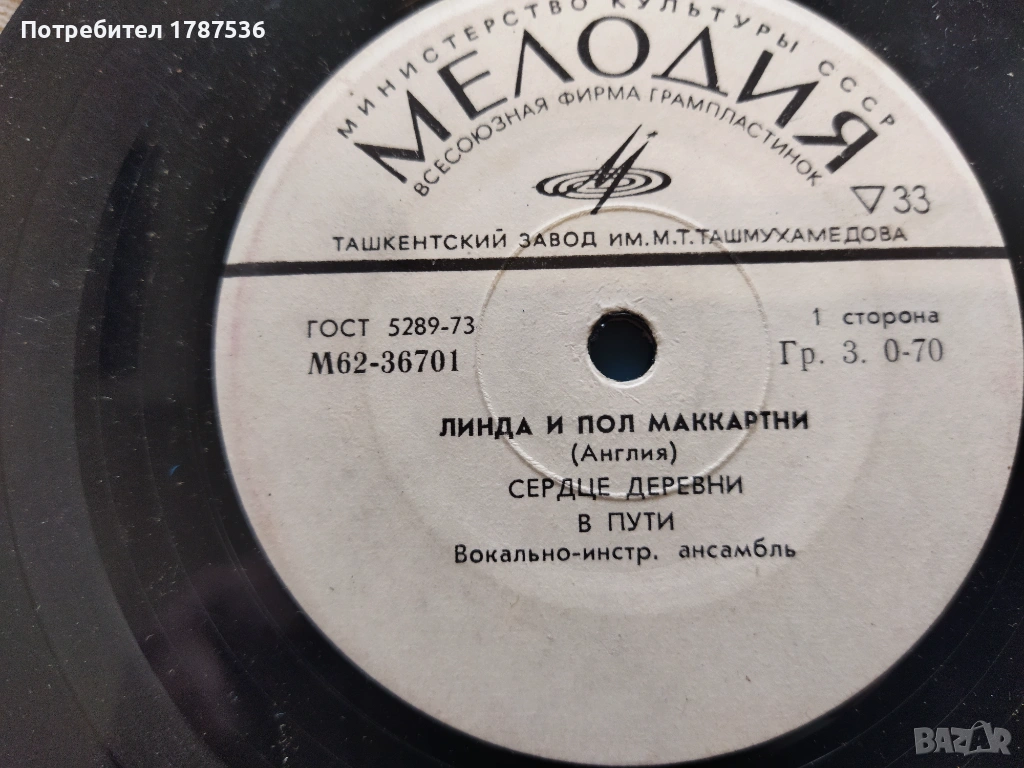 Потребител 1787536
МИНИСТЕРСТВО КУЛЬТУРЫ СССР
МЕЛОДИЯ
ВСЕСОЮЗНАЯ ФИРМА ГРАМПЛАСТИНОК
▽33
ТАШКЕНТСКИЙ ЗАВОД ИМ.М.Т.ТАШМУХАМЕДОВА
ГОСТ 5289-73
1 сторона
М62-36701
Гр. 3. 0-70
ЛИНДА И ПОЛ МАККАРТНИ
(Англия)
СЕРДЦЕ ДЕРЕВНИ
В ПУТИ
Вокально-инстр. ансамбль
BAZAR